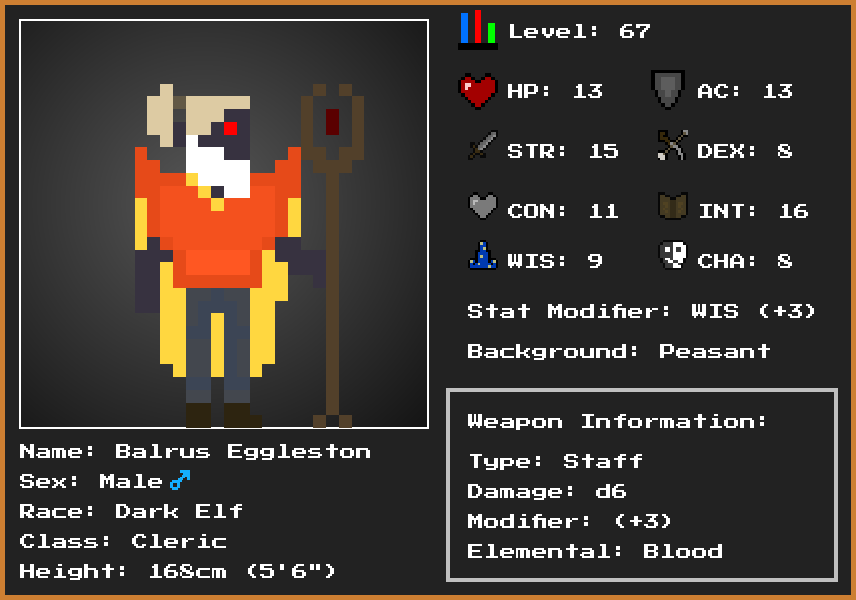 Level: 67
HP: 13 AC: 13
STR: 15 DEX: 8
CON: 11 INT: 16
WIS: 9 CHA: 8
Stat Modifier: WIS (+3)
Background: Peasant
Weapon Information:
Type: Staff
Damage: d6
Modifier: (+3)
Elemental: Blood
Name: Balrus Eggleston
Sex: Male♂
Race: Dark Elf
Class: Cleric
Height: 168cm (5'6")